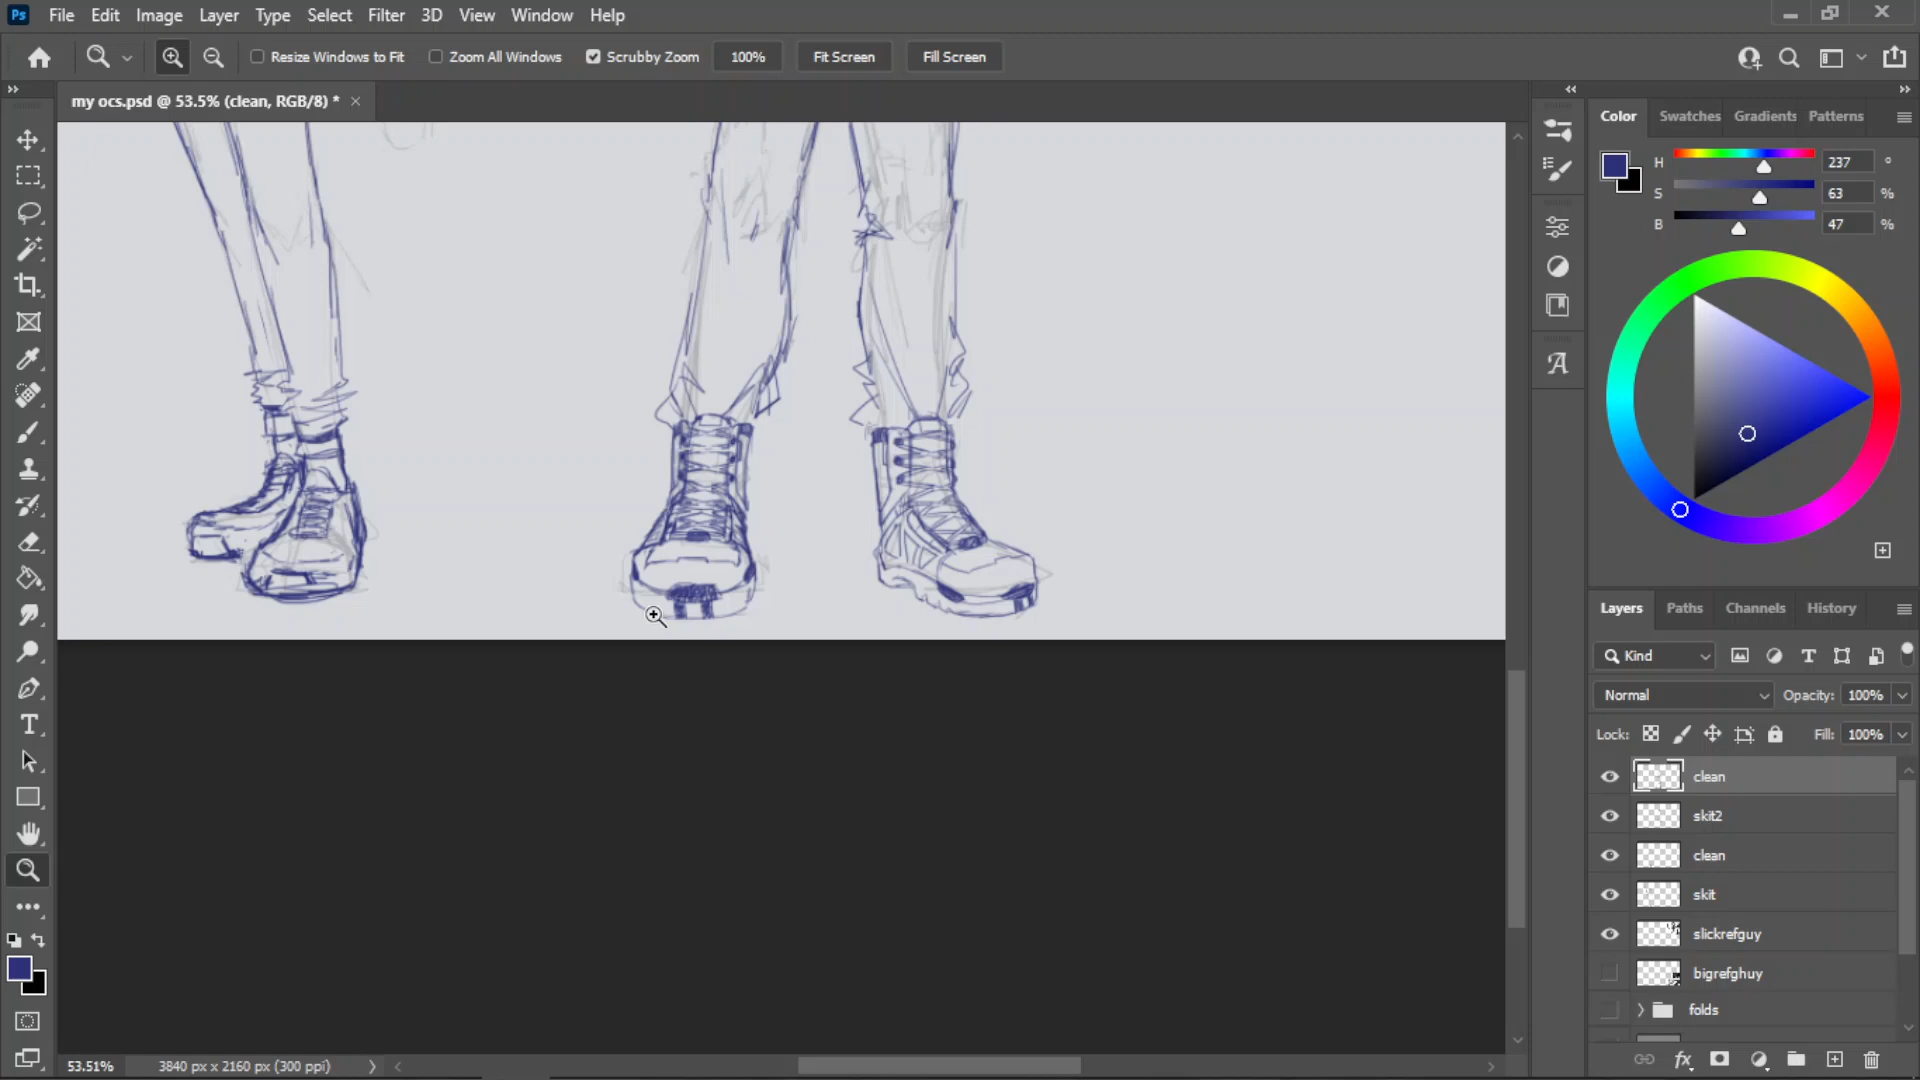 Ps File Edit Image Layer Type Select Filter 3D View Window Help
Resize Windows to Fit Zoom All Windows Scrubby Zoom 100% Fit Screen Fill Screen
my ocs.psd @ 53.5% (clean, RGB/8) * ×
Color Swatches Gradients Patterns
H 237 °
S 63 %
B 47 %
Layers Paths Channels History
Kind
Normal Opacity: 100%
Lock: Fill: 100%
clean
skit2
clean
skit
slickrefguy
bigrefghuy
folds
53.51% 3840 px x 2160 px (300 ppi)